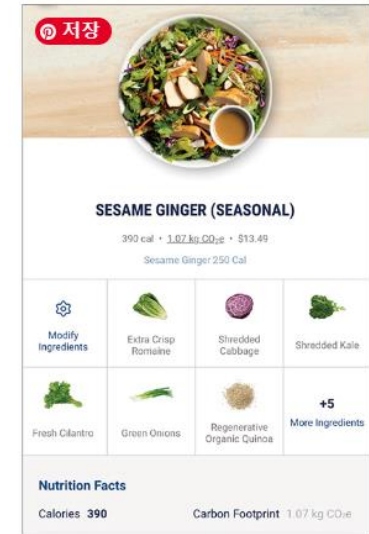 저장
SESAME GINGER (SEASONAL)
390 cal • 1.07 kg CO₂e • $13.49
Sesame Ginger 250 Cal
Modify
Ingredients
Extra Crisp
Romaine
Shredded
Cabbage
Shredded Kale
Fresh Cilantro
Green Onions
Regenerative
Organic Quinoa
+5
More Ingredients
Nutrition Facts
Calories 390
Carbon Footprint 1.07 kg CO₂e